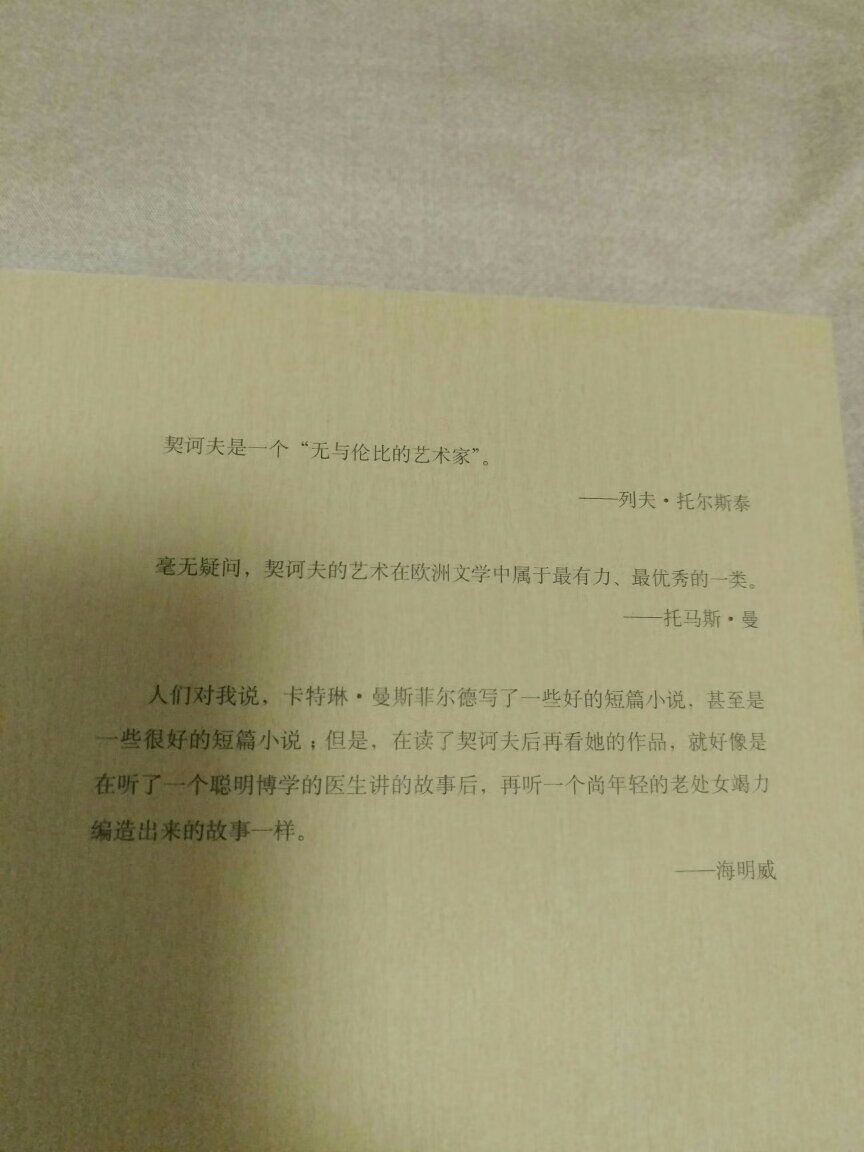 契诃夫是一个“无与伦比的艺术家”。
——列夫·托尔斯泰
毫无疑问，契诃夫的艺术在欧洲文学中属于最有力、最优秀的一类。
——托马斯·曼
人们对我说，卡特琳·曼斯菲尔德写了一些好的短篇小说，甚至是
一些很好的短篇小说；但是，在读了契诃夫后再看她的作品，就好像是
在听了一个聪明博学的医生讲的故事后，再听一个尚年轻的老处女竭力
编造出来的故事一样。
——海明威